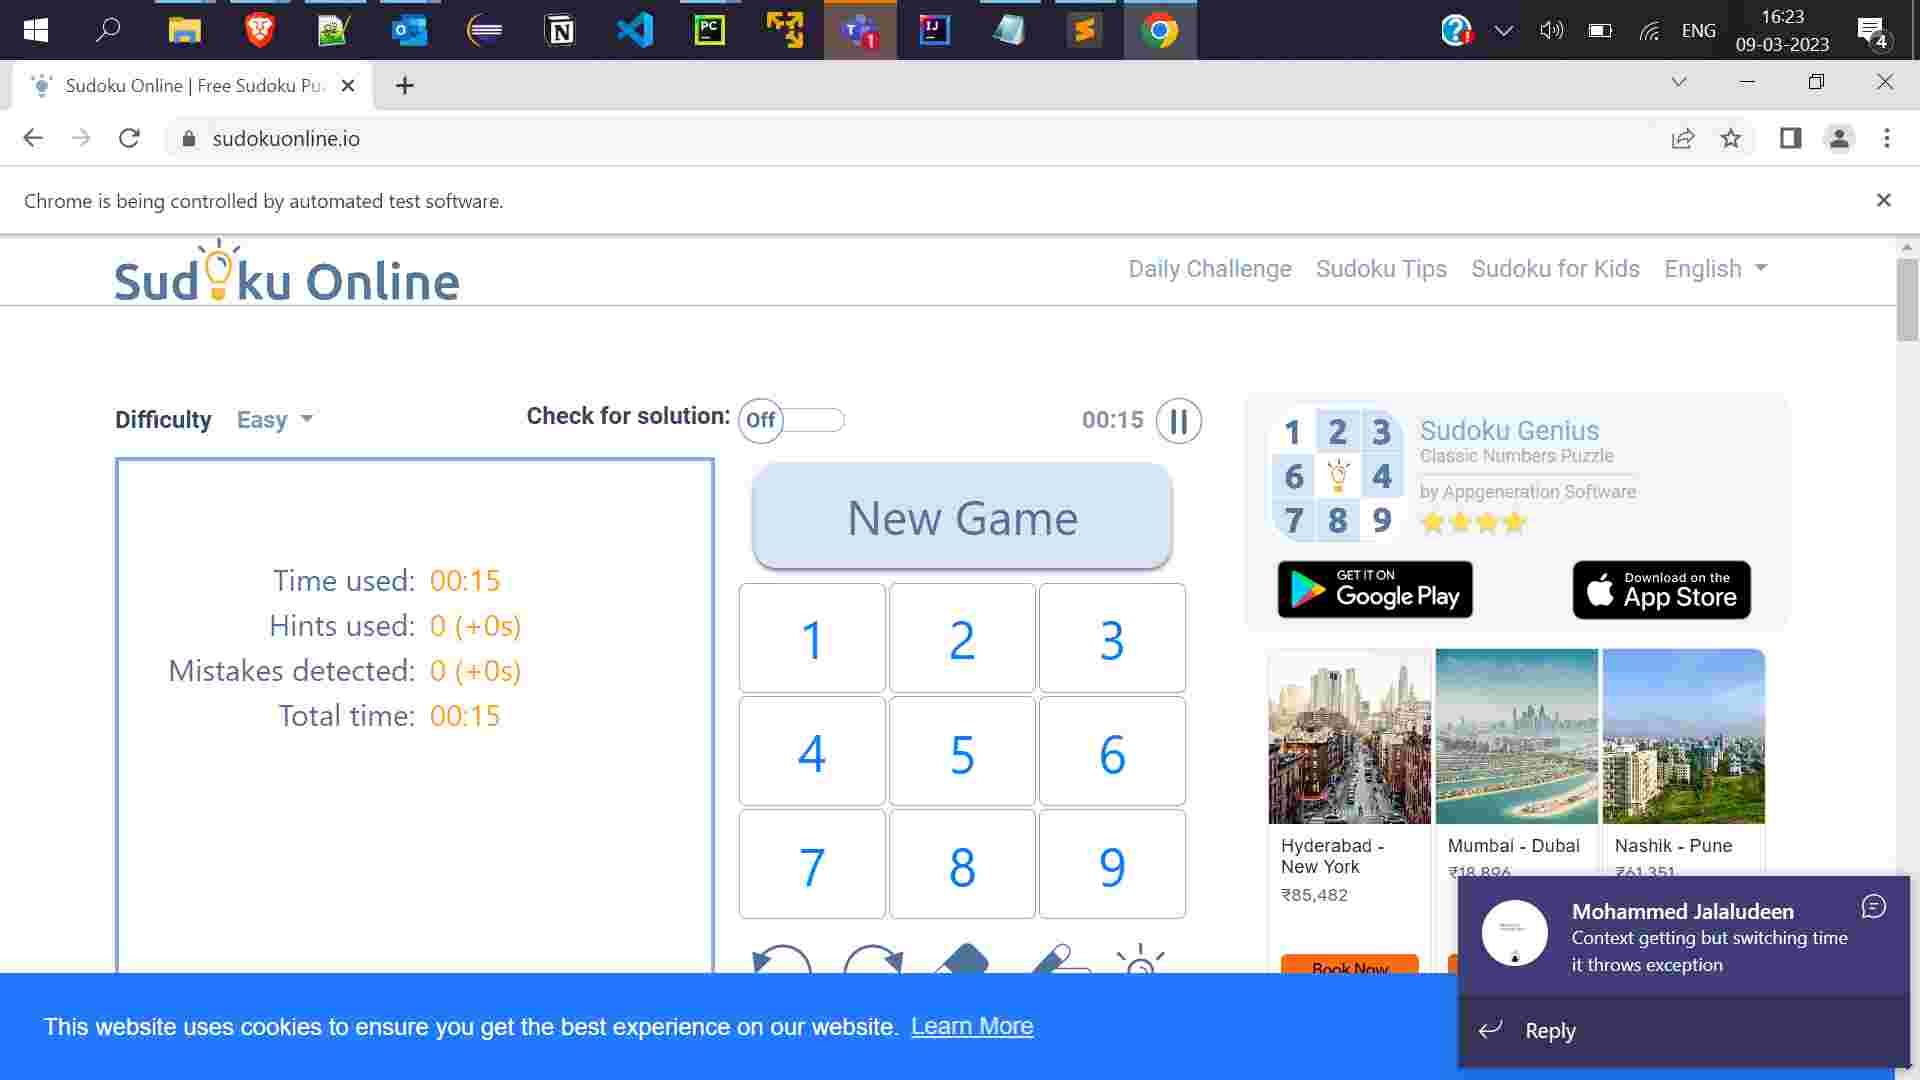 PC
T 1
IJ
ENG
16:23
09-03-2023
4
Sudoku Online | Free Sudoku Pu
sudokuonline.io
Chrome is being controlled by automated test software.
Sudoku Online
Daily Challenge Sudoku Tips Sudoku for Kids English
Difficulty Easy
Check for solution: Off
00:15
New Game
Time used: 00:15
Hints used: 0 (+0s)
Mistakes detected: 0 (+0s)
Total time: 00:15
1 2 3
4 5 6
7 8 9
1 2 3
6 4
7 8 9
Sudoku Genius
Classic Numbers Puzzle
by Appgeneration Software
GET IT ON
Google Play
Download on the
App Store
Hyderabad -
New York
₹85,482
Book Now
Mumbai - Dubai
₹18,896
Nashik - Pune
₹61,351
Mohammed Jalaludeen
Context getting but switching time
it throws exception
Reply
This website uses cookies to ensure you get the best experience on our website. Learn More